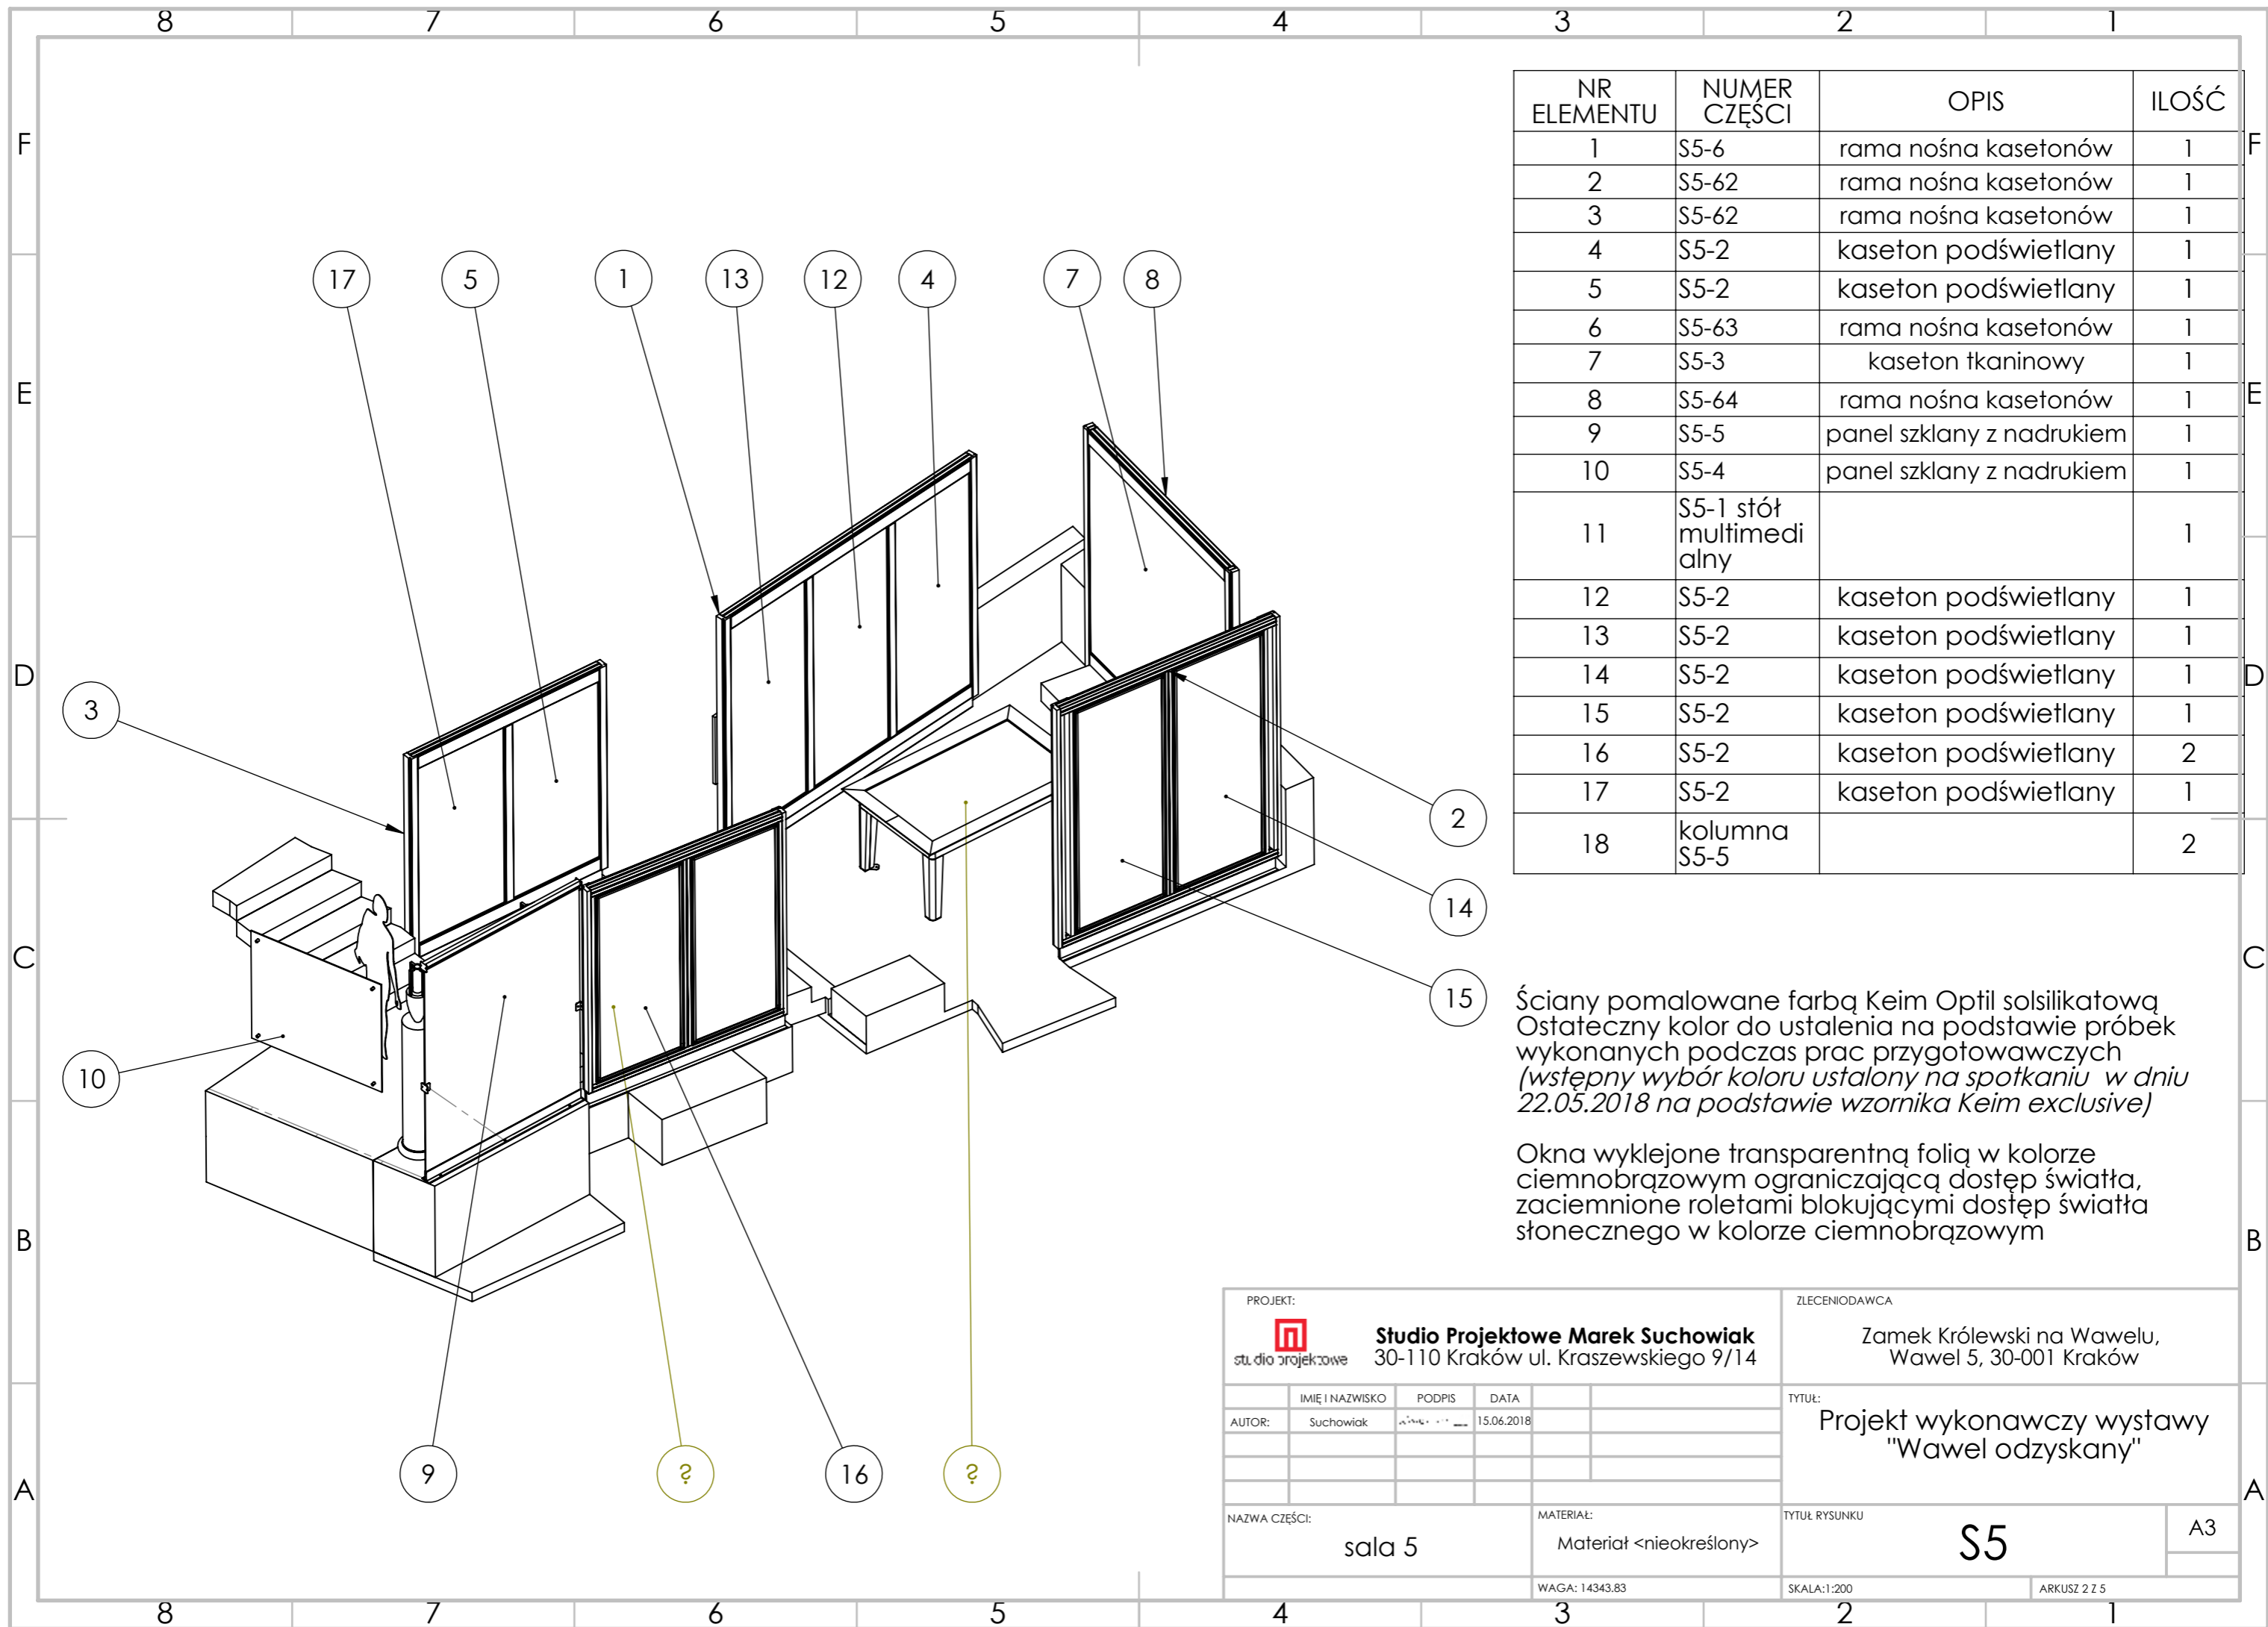 8 7 6 5 4 3 2 1
F
E
D
C
B
A
17 5 1 13 12 4 7 8
3
2
14
15
10
9 ? 16 ?
NR ELEMENTU NUMER CZĘŚCI OPIS ILOŚĆ
1 S5-6 rama nośna kasetonów 1
2 S5-62 rama nośna kasetonów 1
3 S5-62 rama nośna kasetonów 1
4 S5-2 kaseton podświetlany 1
5 S5-2 kaseton podświetlany 1
6 S5-63 rama nośna kasetonów 1
7 S5-3 kaseton tkaninowy 1
8 S5-64 rama nośna kasetonów 1
9 S5-5 panel szklany z nadrukiem 1
10 S5-4 panel szklany z nadrukiem 1
11 S5-1 stół multimedi alny 1
12 S5-2 kaseton podświetlany 1
13 S5-2 kaseton podświetlany 1
14 S5-2 kaseton podświetlany 1
15 S5-2 kaseton podświetlany 1
16 S5-2 kaseton podświetlany 2
17 S5-2 kaseton podświetlany 1
18 kolumna S5-5 2
F
E
D
C
B
A
Ściany pomalowane farbą Keim Optil solsilikatową
Ostateczny kolor do ustalenia na podstawie próbek
wykonanych podczas prac przygotowawczych
(wstępny wybór koloru ustalony na spotkaniu w dniu
22.05.2018 na podstawie wzornika Keim exclusive)
Okna wyklejone transparentną folią w kolorze
ciemnobrązowym ograniczającą dostęp światła,
zaciemnione roletami blokującymi dostęp światła
słonecznego w kolorze ciemnobrązowym
PROJEKT:
studio projektowe
Studio Projektowe Marek Suchowiak
30-110 Kraków ul. Kraszewskiego 9/14
ZLECENIODAWCA
Zamek Królewski na Wawelu,
Wawel 5, 30-001 Kraków
IMIĘ I NAZWISKO PODPIS DATA
AUTOR: Suchowiak 15.06.2018
TYTUŁ:
Projekt wykonawczy wystawy
"Wawel odzyskany"
NAZWA CZĘŚCI:
sala 5
MATERIAŁ:
Materiał <nieokreślony>
TYTUŁ RYSUNKU
S5
A3
WAGA: 14343.83
SKALA:1:200
ARKUSZ 2 Z 5
8 7 6 5 4 3 2 1